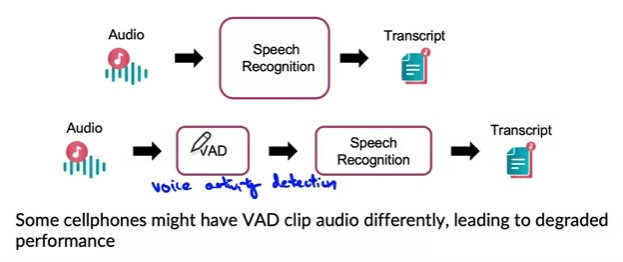 Audio
Speech
Recognition
Transcript
Audio
VAD
Speech
Recognition
Transcript
voice activity detection
Some cellphones might have VAD clip audio differently, leading to degraded
performance